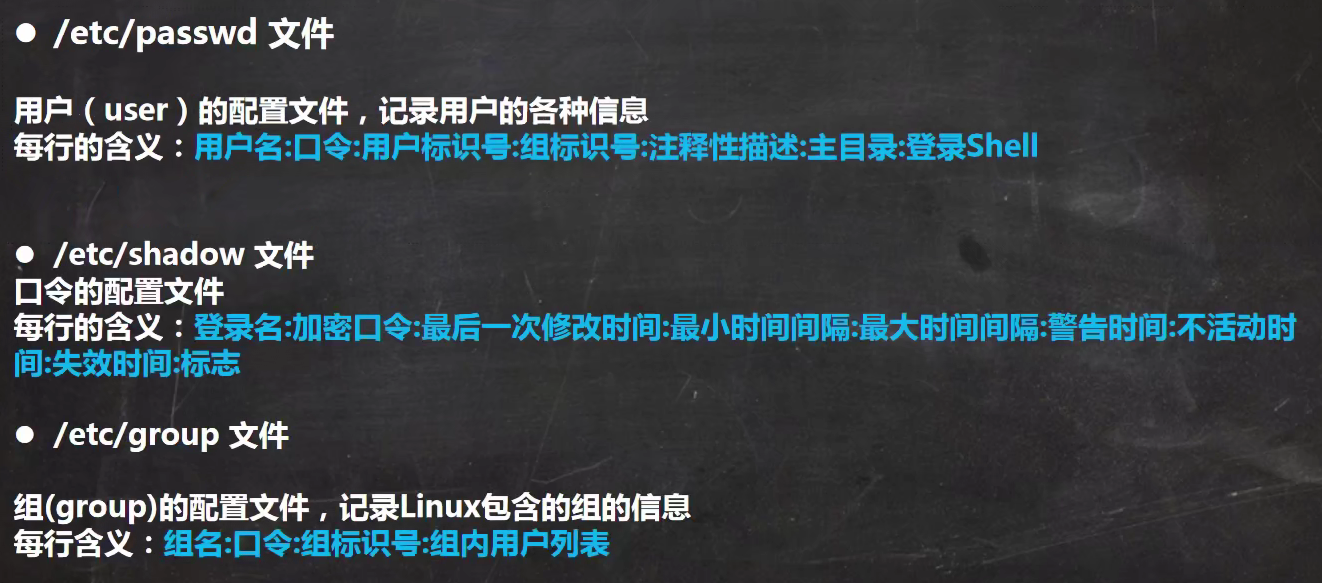 ● /etc/passwd 文件
用户（user）的配置文件，记录用户的各种信息
每行的含义：用户名:口令:用户标识号:组标识号:注释性描述:主目录:登录Shell
● /etc/shadow 文件
口令的配置文件
每行的含义：登录名:加密口令:最后一次修改时间:最小时间间隔:最大时间间隔:警告时间:不活动时
间:失效时间:标志
● /etc/group 文件
组(group)的配置文件，记录Linux包含的组的信息
每行含义：组名:口令:组标识号:组内用户列表